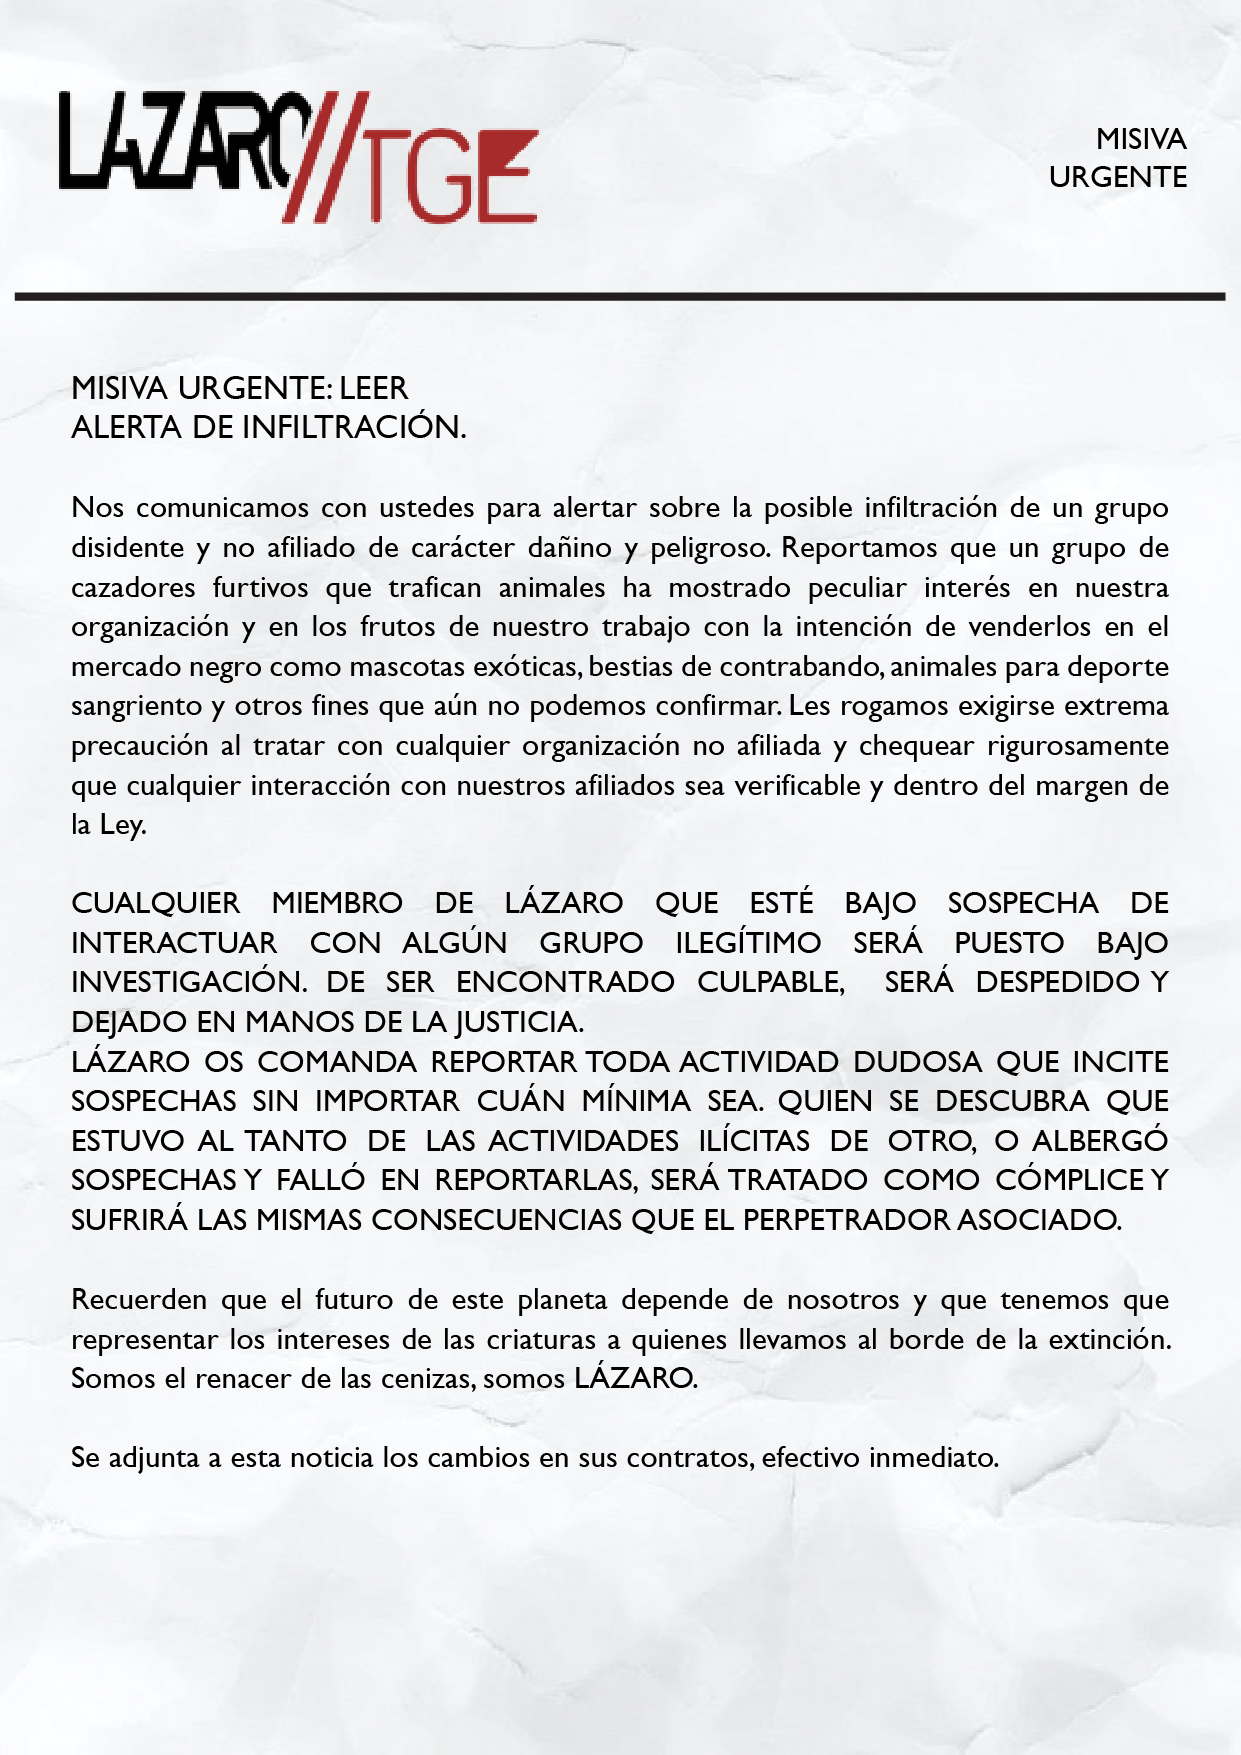 LAZARO//TGE
MISIVA
URGENTE
MISIVA URGENTE: LEER
ALERTA DE INFILTRACIÓN.
Nos comunicamos con ustedes para alertar sobre la posible infiltración de un grupo
disidente y no afiliado de carácter dañino y peligroso. Reportamos que un grupo de
cazadores furtivos que trafican animales ha mostrado peculiar interés en nuestra
organización y en los frutos de nuestro trabajo con la intención de venderlos en el
mercado negro como mascotas exóticas, bestias de contrabando, animales para deporte
sangriento y otros fines que aún no podemos confirmar. Les rogamos exigirse extrema
precaución al tratar con cualquier organización no afiliada y chequear rigurosamente
que cualquier interacción con nuestros afiliados sea verificable y dentro del margen de
la Ley.
CUALQUIER MIEMBRO DE LÁZARO QUE ESTÉ BAJO SOSPECHA DE
INTERACTUAR CON ALGÚN GRUPO ILEGÍTIMO SERÁ PUESTO BAJO
INVESTIGACIÓN. DE SER ENCONTRADO CULPABLE, SERÁ DESPEDIDO Y
DEJADO EN MANOS DE LA JUSTICIA.
LÁZARO OS COMANDA REPORTAR TODA ACTIVIDAD DUDOSA QUE INCITE
SOSPECHAS SIN IMPORTAR CUÁN MÍNIMA SEA. QUIEN SE DESCUBRA QUE
ESTUVO AL TANTO DE LAS ACTIVIDADES ILÍCITAS DE OTRO, O ALBERGÓ
SOSPECHAS Y FALLÓ EN REPORTARLAS, SERÁ TRATADO COMO CÓMPLICE Y
SUFRIRÁ LAS MISMAS CONSECUENCIAS QUE EL PERPETRADOR ASOCIADO.
Recuerden que el futuro de este planeta depende de nosotros y que tenemos que
representar los intereses de las criaturas a quienes llevamos al borde de la extinción.
Somos el renacer de las cenizas, somos LÁZARO.
Se adjunta a esta noticia los cambios en sus contratos, efectivo inmediato.